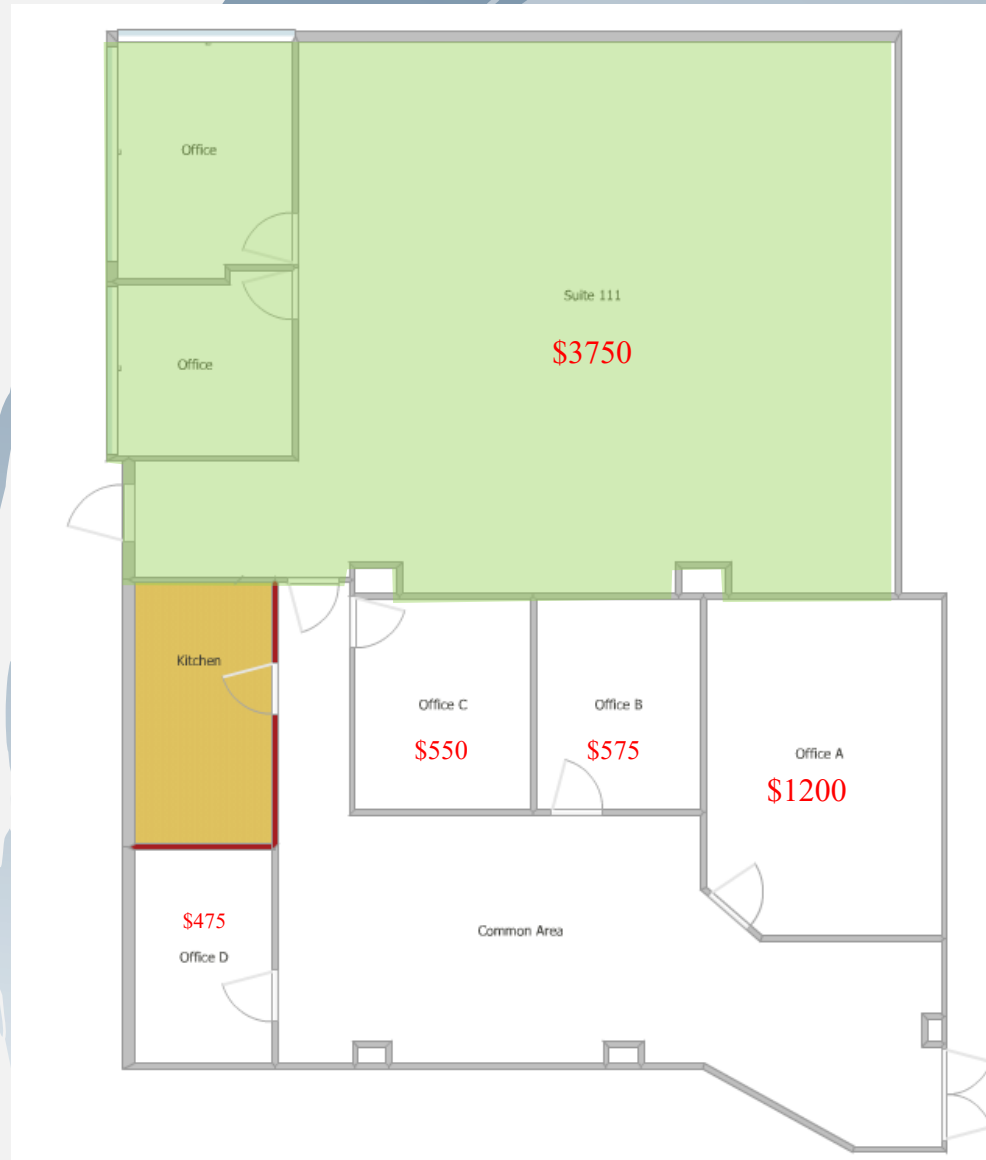 Office
Suite 111
$3750
Office
Kitchen
Office C
$550
Office B
$575
Office A
$1200
$475
Office D
Common Area